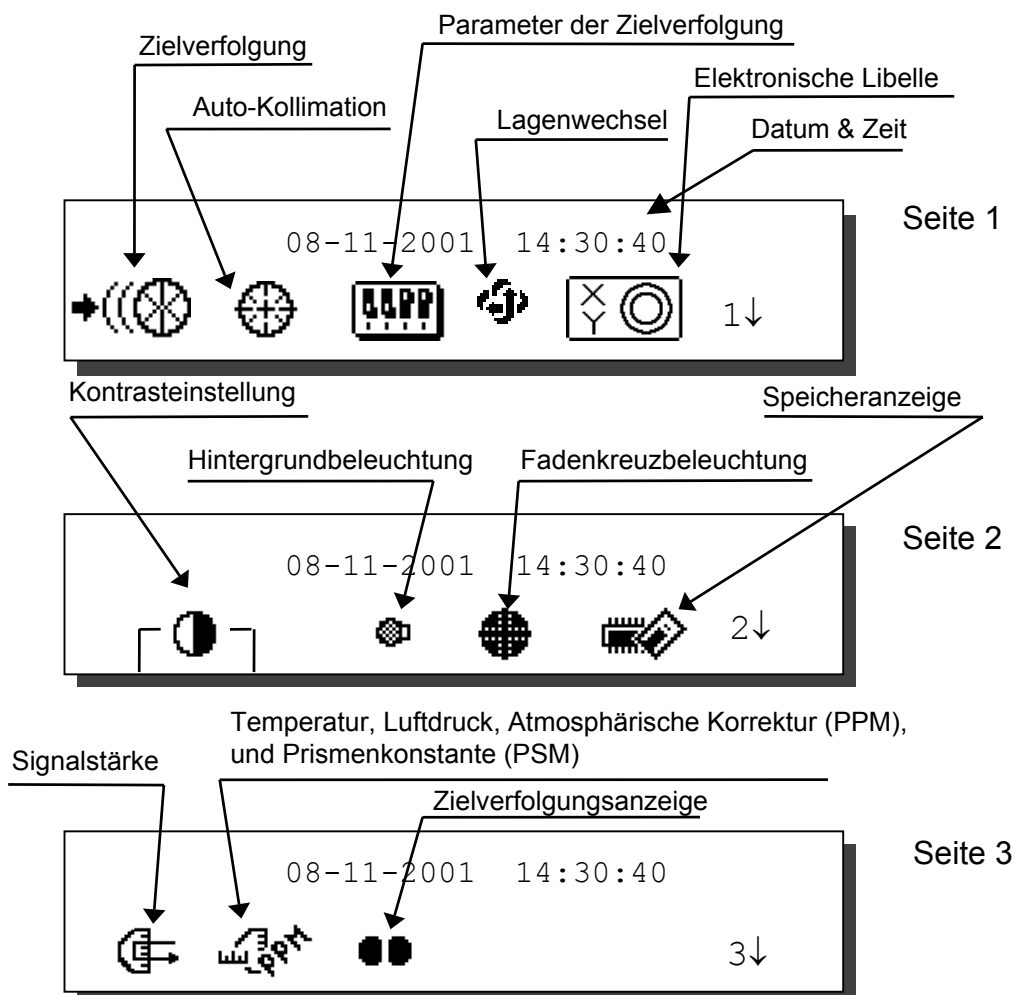 Parameter der Zielverfolgung
Zielverfolgung
Elektronische Libelle
Auto-Kollimation
Lagenwechsel
Datum & Zeit
Seite 1
08-11-2001 14:30:40
X
Y
1↓
Kontrasteinstellung
Speicheranzeige
Hintergrundbeleuchtung
Fadenkreuzbeleuchtung
Seite 2
08-11-2001 14:30:40
2↓
Temperatur, Luftdruck, Atmosphärische Korrektur (PPM),
und Prismenkonstante (PSM)
Signalstärke
Zielverfolgungsanzeige
Seite 3
08-11-2001 14:30:40
PPM
3↓